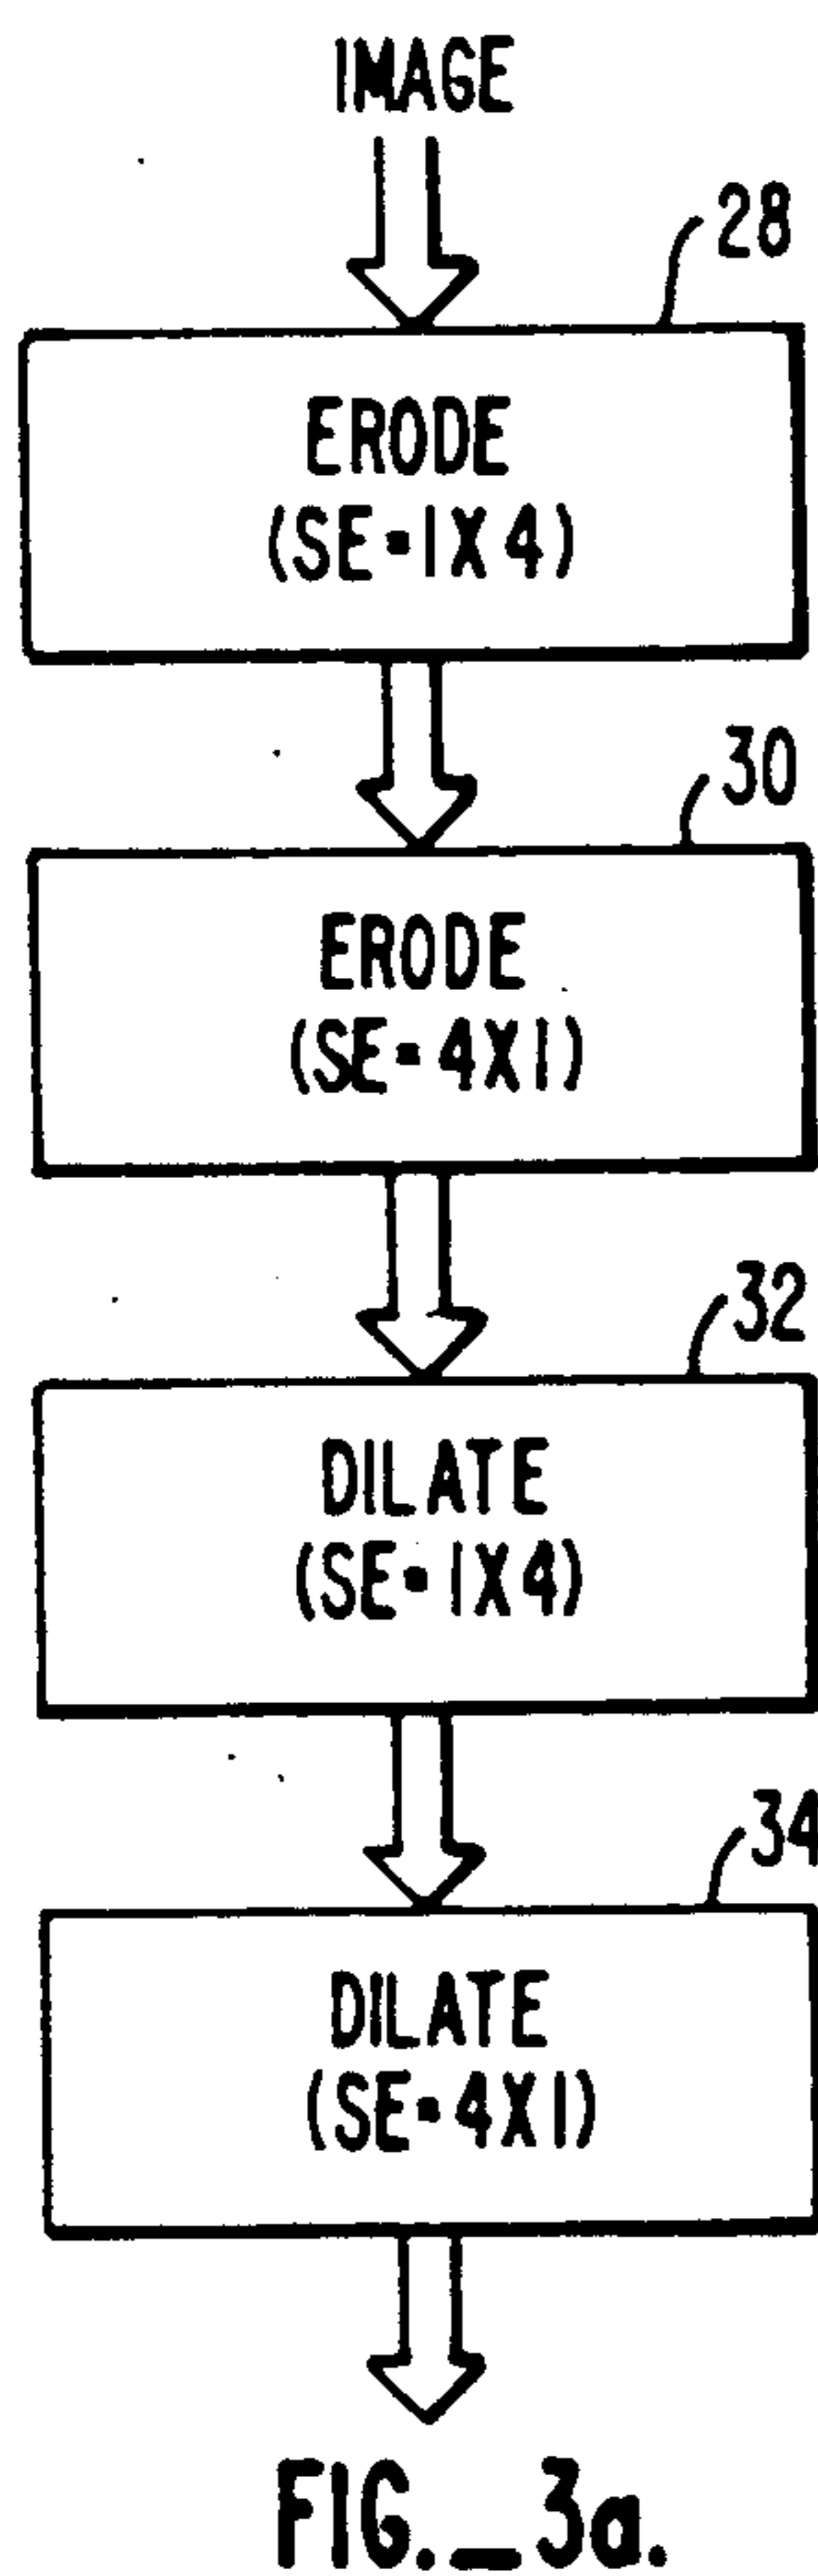 IMAGE
28
ERODE
(SE=1X4)
30
ERODE
(SE=4X1)
32
DILATE
(SE=1X4)
34
DILATE
(SE=4X1)
FIG._3a.